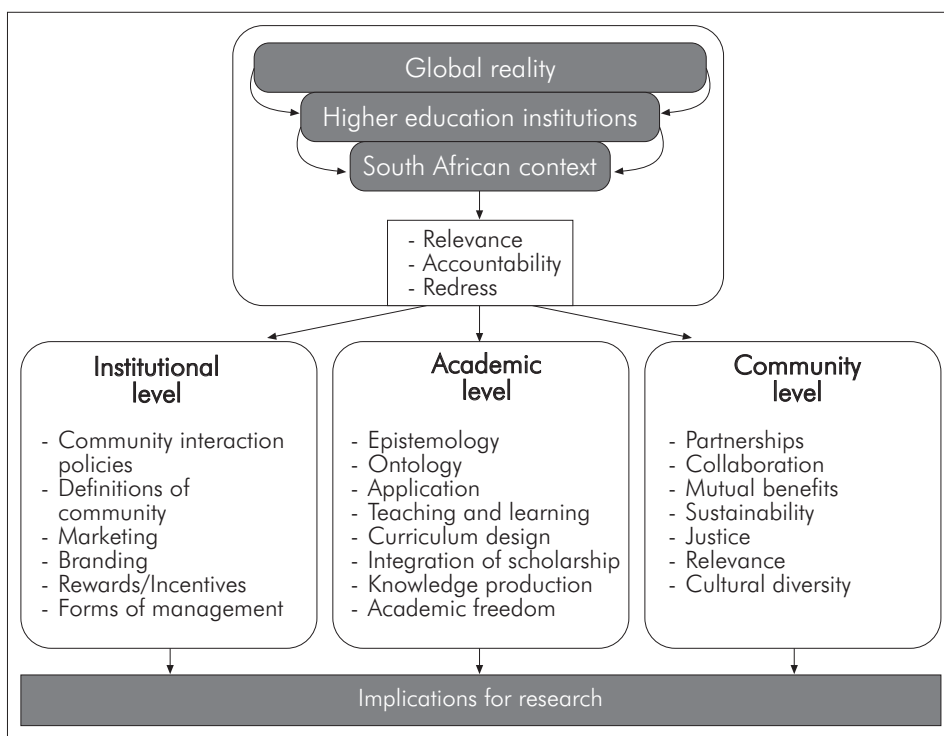 Global reality
Higher education institutions
South African context
- Relevance
- Accountability
- Redress
Institutional
level
- Community interaction
policies
- Definitions of
community
- Marketing
- Branding
- Rewards/Incentives
- Forms of management
Academic
level
- Epistemology
- Ontology
- Application
- Teaching and learning
- Curriculum design
- Integration of scholarship
- Knowledge production
- Academic freedom
Community
level
- Partnerships
- Collaboration
- Mutual benefits
- Sustainability
- Justice
- Relevance
- Cultural diversity
Implications for research